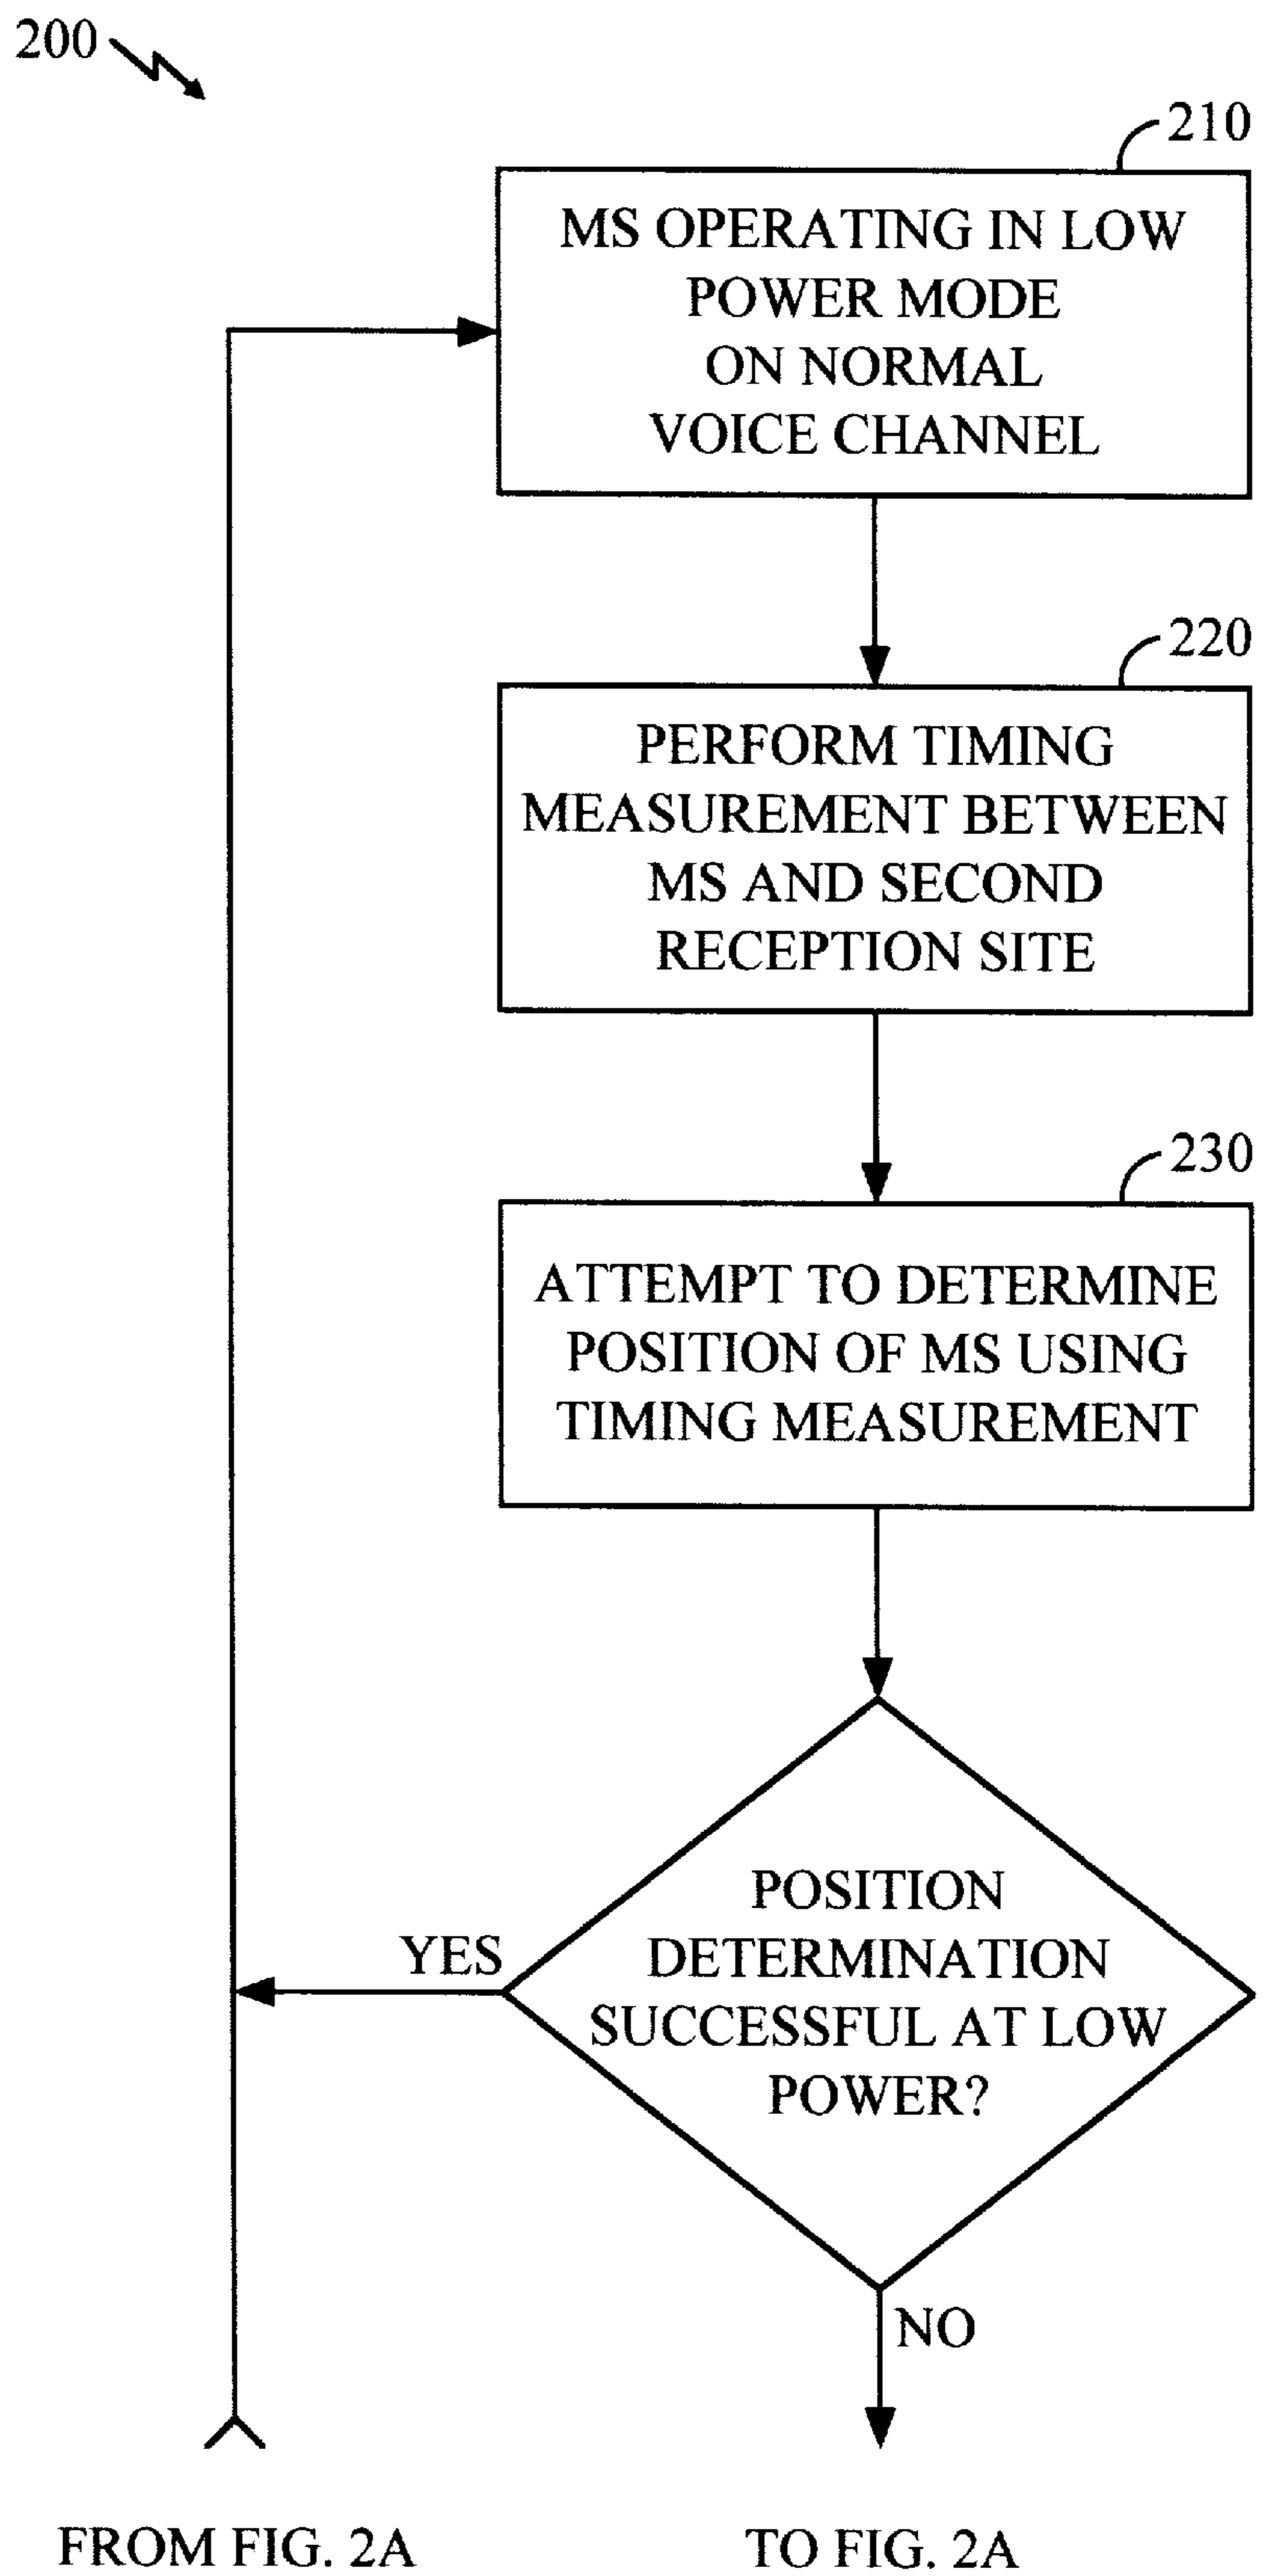 200
210
MS OPERATING IN LOW
POWER MODE
ON NORMAL
VOICE CHANNEL
220
PERFORM TIMING
MEASUREMENT BETWEEN
MS AND SECOND
RECEPTION SITE
230
ATTEMPT TO DETERMINE
POSITION OF MS USING
TIMING MEASUREMENT
YES
POSITION
DETERMINATION
SUCCESSFUL AT LOW
POWER?
NO
FROM FIG. 2A
TO FIG. 2A